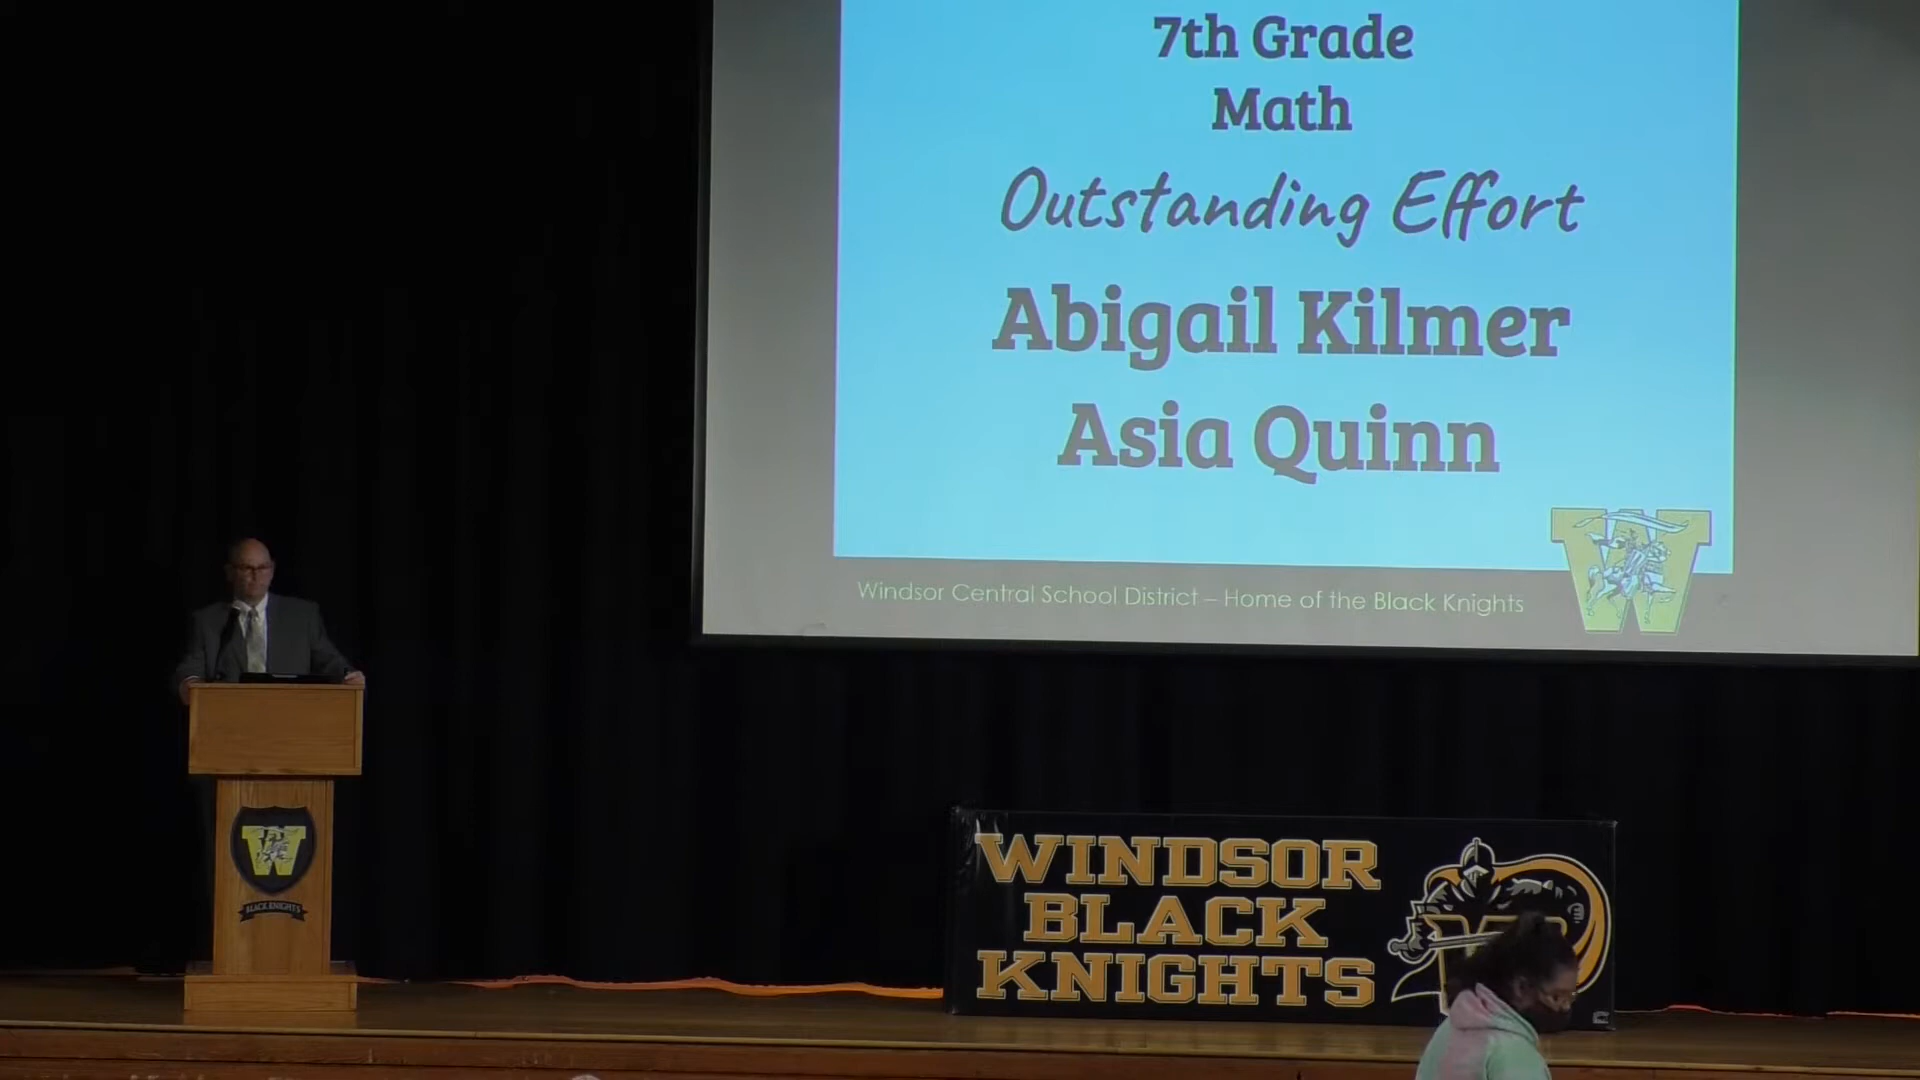 7th Grade
Math
Outstanding Effort
Abigail Kilmer
Asia Quinn
W
Windsor Central School District – Home of the Black Knights
W
BLACK KNIGHTS
WINDSOR
BLACK
KNIGHTS